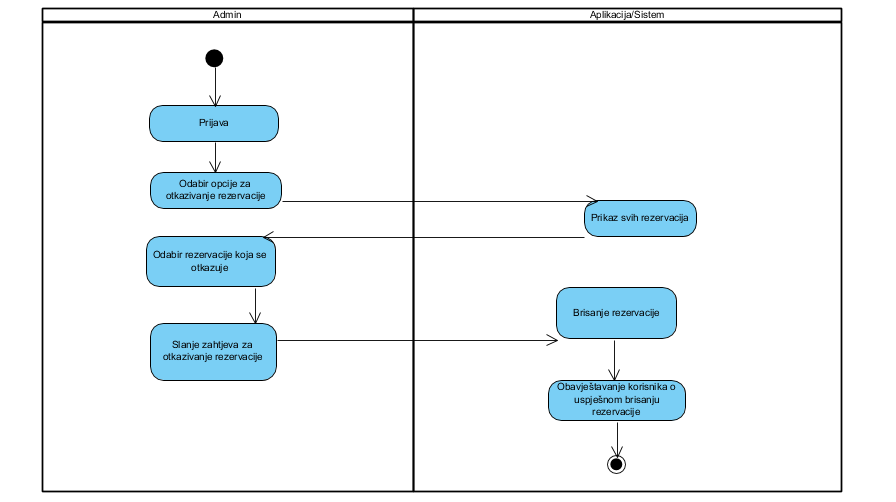 Admin
Aplikacija/Sistem
Prijava
Odabir opcije za
otkazivanje rezervacije
Prikaz svih rezervacija
Odabir rezervacije koja se
otkazuje
Brisanje rezervacije
Slanje zahtjeva za
otkazivanje rezervacije
Obavještavanje korisnika o
uspješnom brisanju
rezervacije